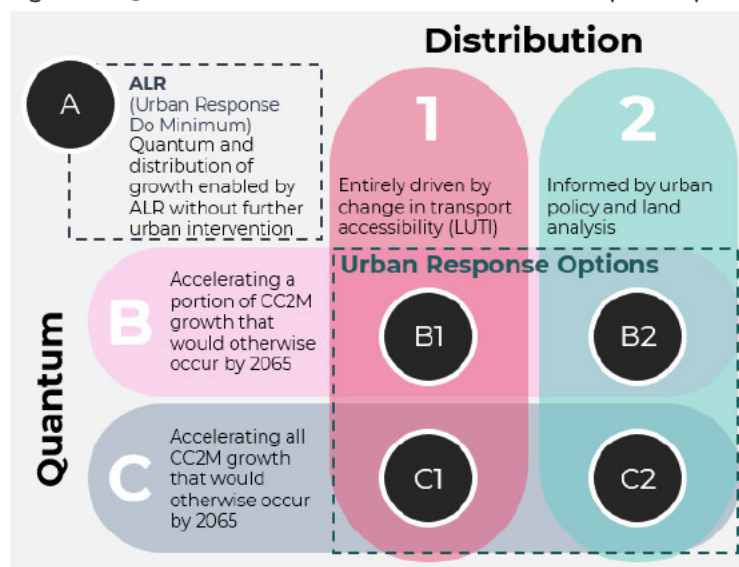 Distribution
A
ALR
(Urban Response
Do Minimum)
Quantum and
distribution of
growth enabled by
ALR without further
urban intervention
1
Entirely driven by
change in transport
accessibility (LUTI)
2
Informed by urban
policy and land
analysis
Urban Response Options
Quantum
B
Accelerating a
portion of CC2M
growth that
would otherwise
occur by 2065
B1
B2
C
Accelerating all
CC2M growth
that would
otherwise occur
by 2065
C1
C2